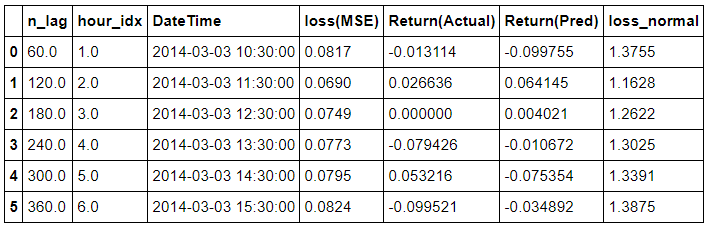 n_lag hour_idx DateTime loss(MSE) Return(Actual) Return(Pred) loss_normal
0 60.0 1.0 2014-03-03 10:30:00 0.0817 -0.013114 -0.099755 1.3755
1 120.0 2.0 2014-03-03 11:30:00 0.0690 0.026636 0.064145 1.1628
2 180.0 3.0 2014-03-03 12:30:00 0.0749 0.000000 0.004021 1.2622
3 240.0 4.0 2014-03-03 13:30:00 0.0773 -0.079426 -0.010672 1.3025
4 300.0 5.0 2014-03-03 14:30:00 0.0795 0.053216 -0.075354 1.3391
5 360.0 6.0 2014-03-03 15:30:00 0.0824 -0.099521 -0.034892 1.3875